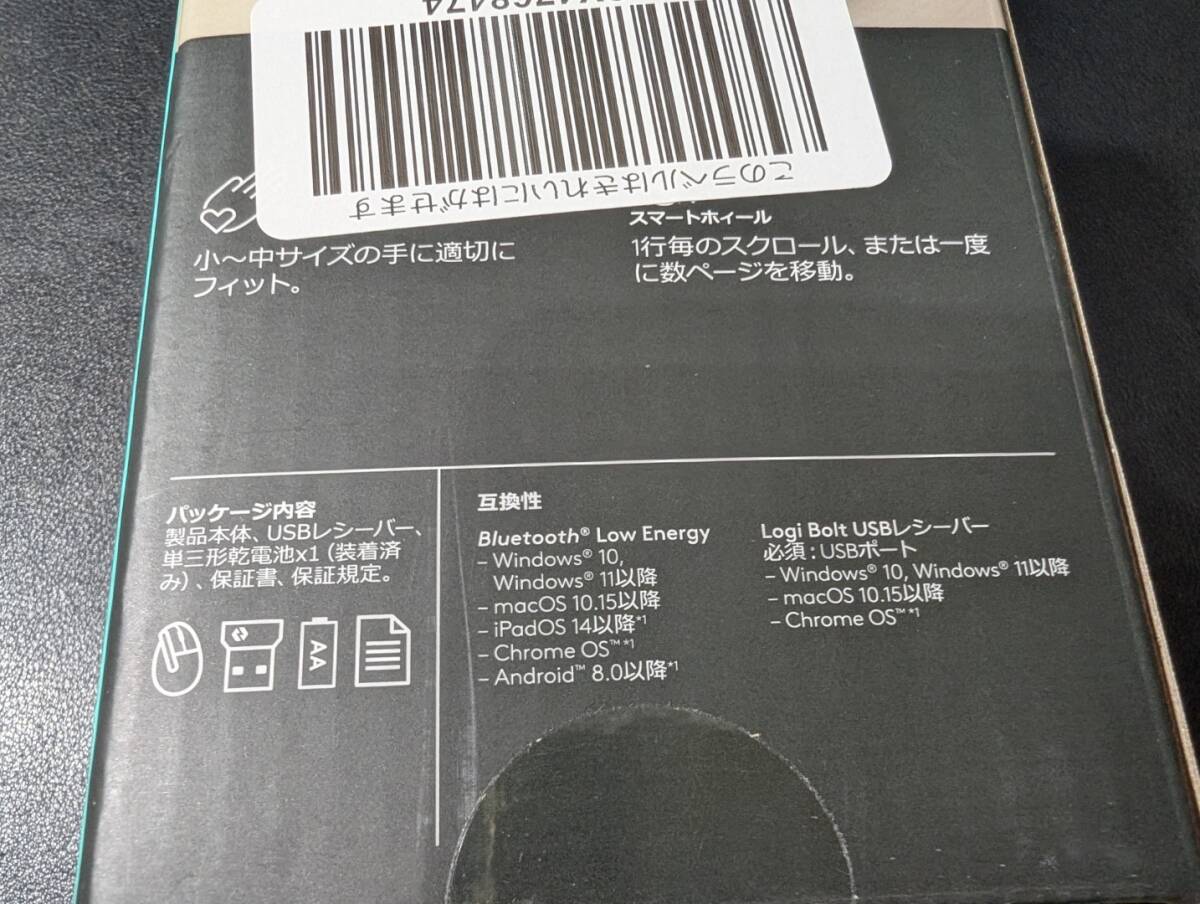 4768474
このラベルはきれいにはがせます
小～中サイズの手に適切に
フィット。
スマートホイール
1行毎のスクロール、または一度
に数ページを移動。
パッケージ内容
製品本体、USBレシーバー、
単三形乾電池x1（装着済
み）、保証書、保証規定。
AA
互換性
Bluetooth® Low Energy
– Windows® 10,
Windows® 11以降
– macOS 10.15以降
– iPadOS 14以降*1
– Chrome OS™*1
– Android™ 8.0以降*1
Logi Bolt USBレシーバー
必須：USBポート
– Windows® 10, Windows® 11以降
– macOS 10.15以降
– Chrome OS™*1